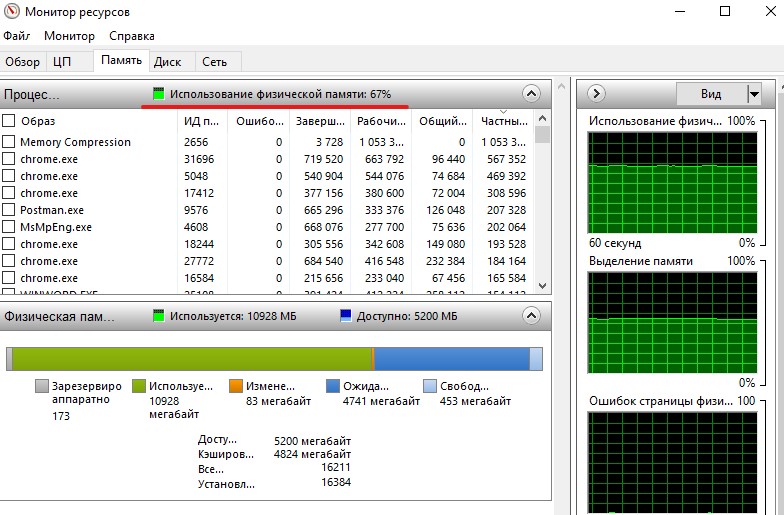 Монитор ресурсов
Файл Монитор Справка
Обзор ЦП Память Диск Сеть
Процес... Использование физической памяти: 67%
Образ ИД п... Ошибо... Заверш... Рабочи... Общий... Частны...
Memory Compression 2656 0 3 728 1 053 3... 0 1 053 3...
chrome.exe 31696 0 719 520 663 792 96 440 567 352
chrome.exe 5048 0 540 904 544 076 74 684 469 392
chrome.exe 17412 0 377 156 380 600 72 004 308 596
Postman.exe 9576 0 665 296 333 376 126 048 207 328
MsMpEng.exe 4608 0 668 076 277 700 75 636 202 064
chrome.exe 18244 0 305 556 342 608 149 080 193 528
chrome.exe 27772 0 684 540 416 548 232 384 184 164
chrome.exe 16584 0 215 656 233 040 67 456 165 584
Физическая пам... Используется: 10928 МБ Доступно: 5200 МБ
Зарезервиро
аппаратно
173
Используе...
10928
мегабайт
Измене...
83 мегабайт
Ожида...
4741 мегабайт
Свобод...
453 мегабайт
Досту... 5200 мегабайт
Кэширов... 4824 мегабайт
Все... 16211
Установл... 16384
Вид
Использование физич... 100%
60 секунд 0%
Выделение памяти 100%
0%
Ошибок страницы физи... 100